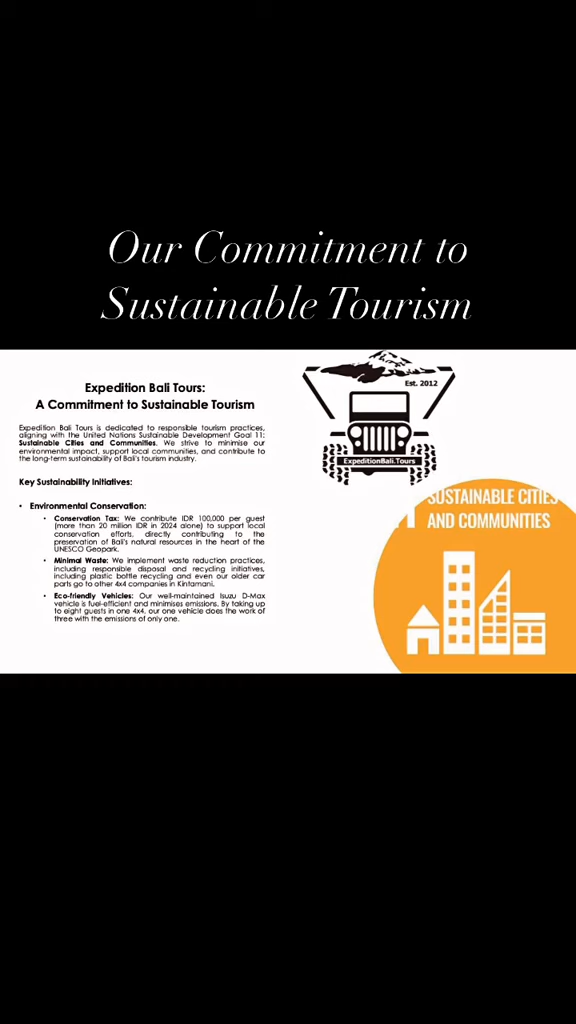 Our Commitment to
Sustainable Tourism
Expedition Bali Tours:
A Commitment to Sustainable Tourism
Expedition Bali Tours is dedicated to responsible tourism practices,
aligning with the United Nations Sustainable Development Goal 11:
Sustainable Cities and Communities. We strive to minimise our
environmental impact, support local communities, and contribute to
the long-term sustainability of Bali's tourism industry.
Key Sustainability Initiatives:
• Environmental Conservation:
• Conservation Tax: We contribute IDR 100,000 per guest
(more than 20 million IDR in 2024 alone) to support local
conservation efforts, directly contributing to the
preservation of Bali's natural resources in the heart of the
UNESCO Geopark.
• Minimal Waste: We implement waste reduction practices,
including responsible disposal and recycling initiatives,
including plastic bottle recycling and even our older car
parts go to other 4x4 companies in Kintamani.
• Eco-friendly Vehicles: Our well-maintained Isuzu D-Max
vehicle is fuel-efficient and minimises emissions. By taking up
to eight guests in one 4x4, our one vehicle does the work of
three with the emissions of only one.
Est. 2012
ExpeditionBali.Tours
SUSTAINABLE CITIES
AND COMMUNITIES